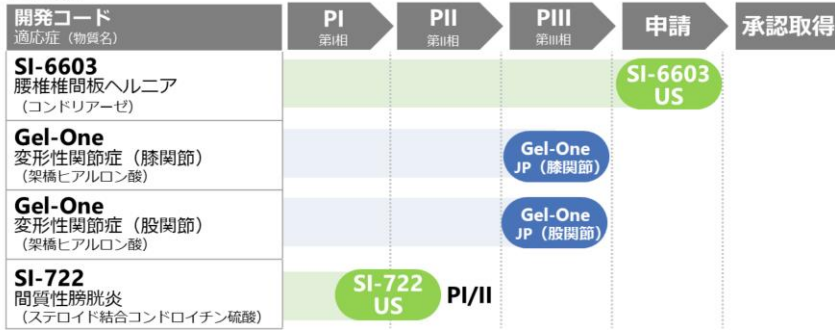 開発コード
適応症（物質名）
PI
第I相
PII
第II相
PIII
第III相
申請
承認取得
SI-6603
腰椎椎間板ヘルニア
（コンドリアーゼ）
SI-6603
US
Gel-One
変形性関節症（膝関節）
（架橋ヒアルロン酸）
Gel-One
JP（膝関節）
Gel-One
変形性関節症（股関節）
（架橋ヒアルロン酸）
Gel-One
JP（股関節）
SI-722
間質性膀胱炎
（ステロイド結合コンドロイチン硫酸）
SI-722
US
PI/II